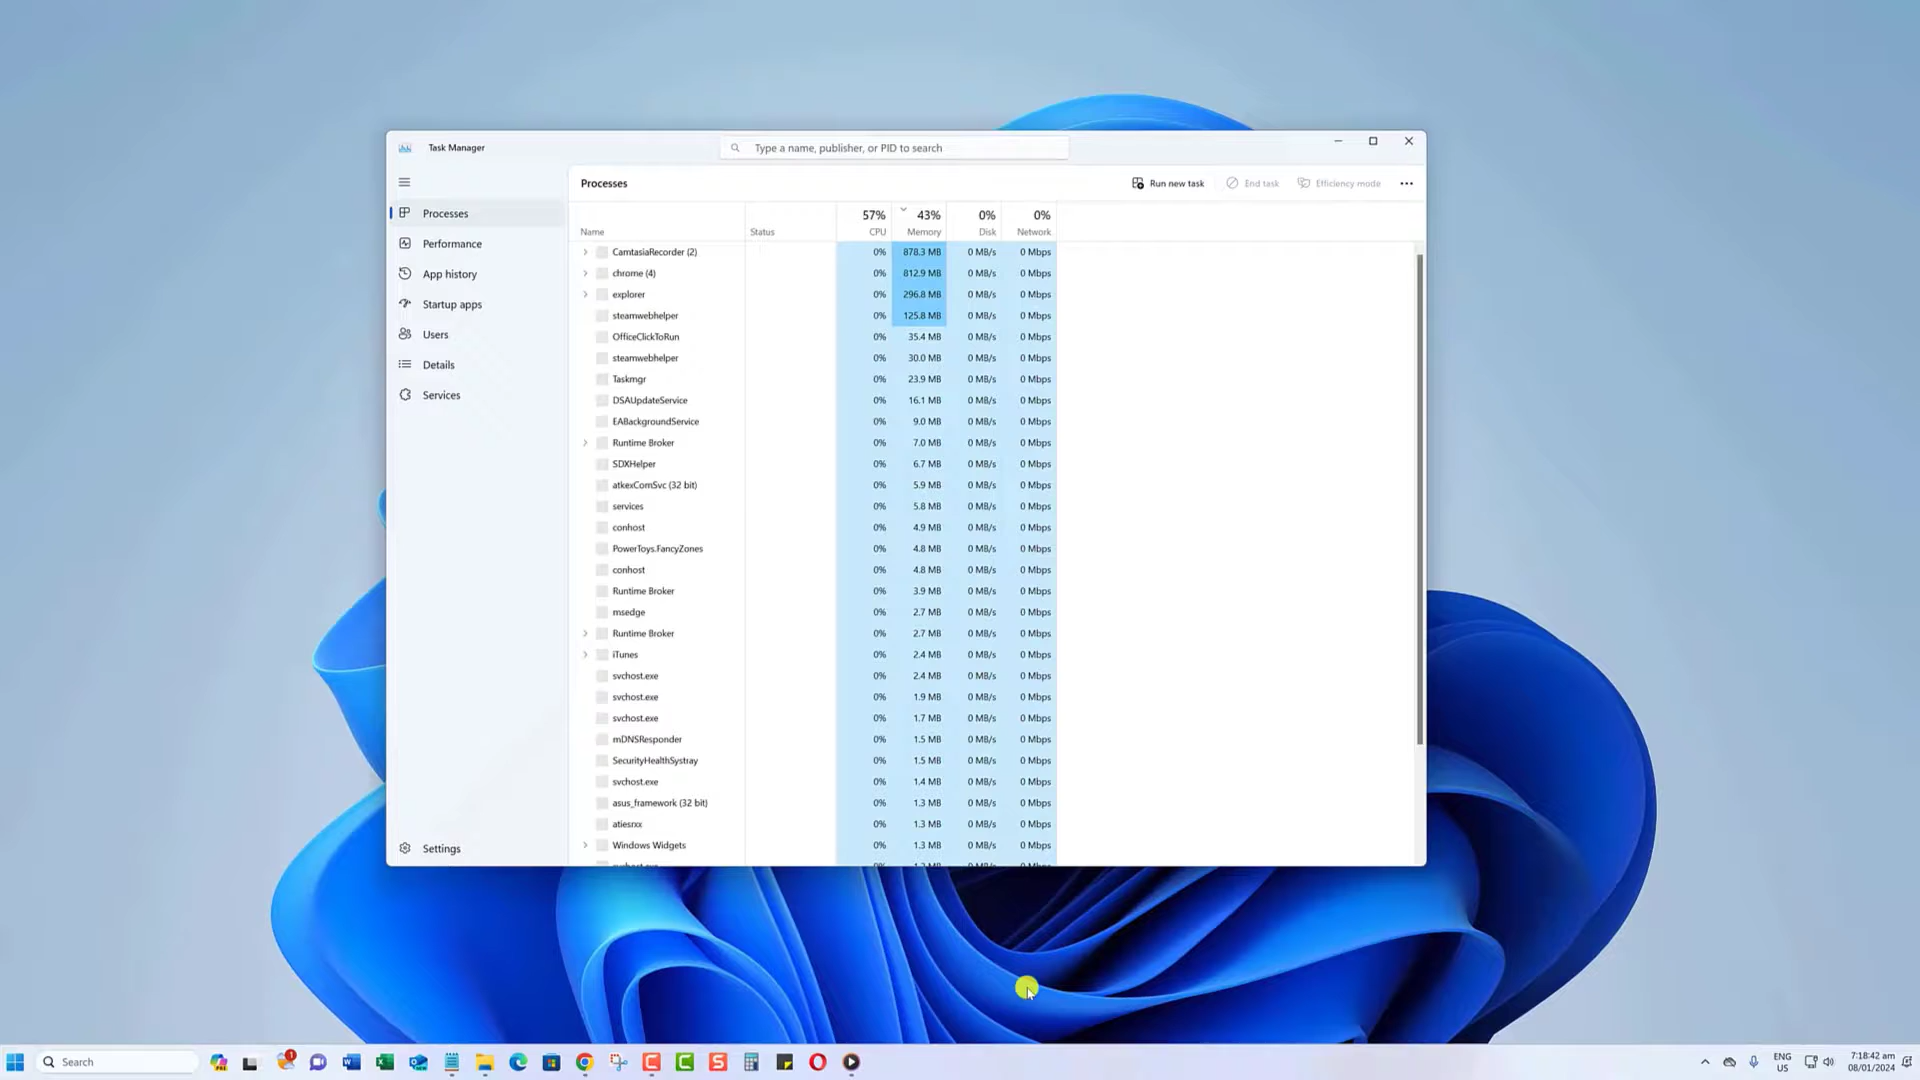 Task Manager
Type a name, publisher, or PID to search
Processes
Run new task
End task
Efficiency mode
Processes
Performance
App history
Startup apps
Users
Details
Services
Settings
57% 43% 0% 0%
Name Status CPU Memory Disk Network
CamtasiaRecorder (2) 0% 878.3 MB 0 MB/s 0 Mbps
chrome (4) 0% 812.9 MB 0 MB/s 0 Mbps
explorer 0% 296.8 MB 0 MB/s 0 Mbps
steamwebhelper 0% 125.8 MB 0 MB/s 0 Mbps
OfficeClickToRun 0% 35.4 MB 0 MB/s 0 Mbps
steamwebhelper 0% 30.0 MB 0 MB/s 0 Mbps
Taskmgr 0% 23.9 MB 0 MB/s 0 Mbps
DSAUpdateService 0% 16.1 MB 0 MB/s 0 Mbps
EABackgroundService 0% 9.0 MB 0 MB/s 0 Mbps
Runtime Broker 0% 7.0 MB 0 MB/s 0 Mbps
SDXHelper 0% 6.7 MB 0 MB/s 0 Mbps
atkexComSvc (32 bit) 0% 5.9 MB 0 MB/s 0 Mbps
services 0% 5.8 MB 0 MB/s 0 Mbps
conhost 0% 4.9 MB 0 MB/s 0 Mbps
PowerToys.FancyZones 0% 4.8 MB 0 MB/s 0 Mbps
conhost 0% 4.8 MB 0 MB/s 0 Mbps
Runtime Broker 0% 3.9 MB 0 MB/s 0 Mbps
msedge 0% 2.7 MB 0 MB/s 0 Mbps
Runtime Broker 0% 2.7 MB 0 MB/s 0 Mbps
iTunes 0% 2.4 MB 0 MB/s 0 Mbps
svchost.exe 0% 2.4 MB 0 MB/s 0 Mbps
svchost.exe 0% 1.9 MB 0 MB/s 0 Mbps
svchost.exe 0% 1.7 MB 0 MB/s 0 Mbps
mDNSResponder 0% 1.5 MB 0 MB/s 0 Mbps
SecurityHealthSystray 0% 1.5 MB 0 MB/s 0 Mbps
svchost.exe 0% 1.4 MB 0 MB/s 0 Mbps
asus_framework (32 bit) 0% 1.3 MB 0 MB/s 0 Mbps
atiesrxx 0% 1.3 MB 0 MB/s 0 Mbps
Windows Widgets 0% 1.3 MB 0 MB/s 0 Mbps
Search
ENG
US
7:18:42 am
08/01/2024